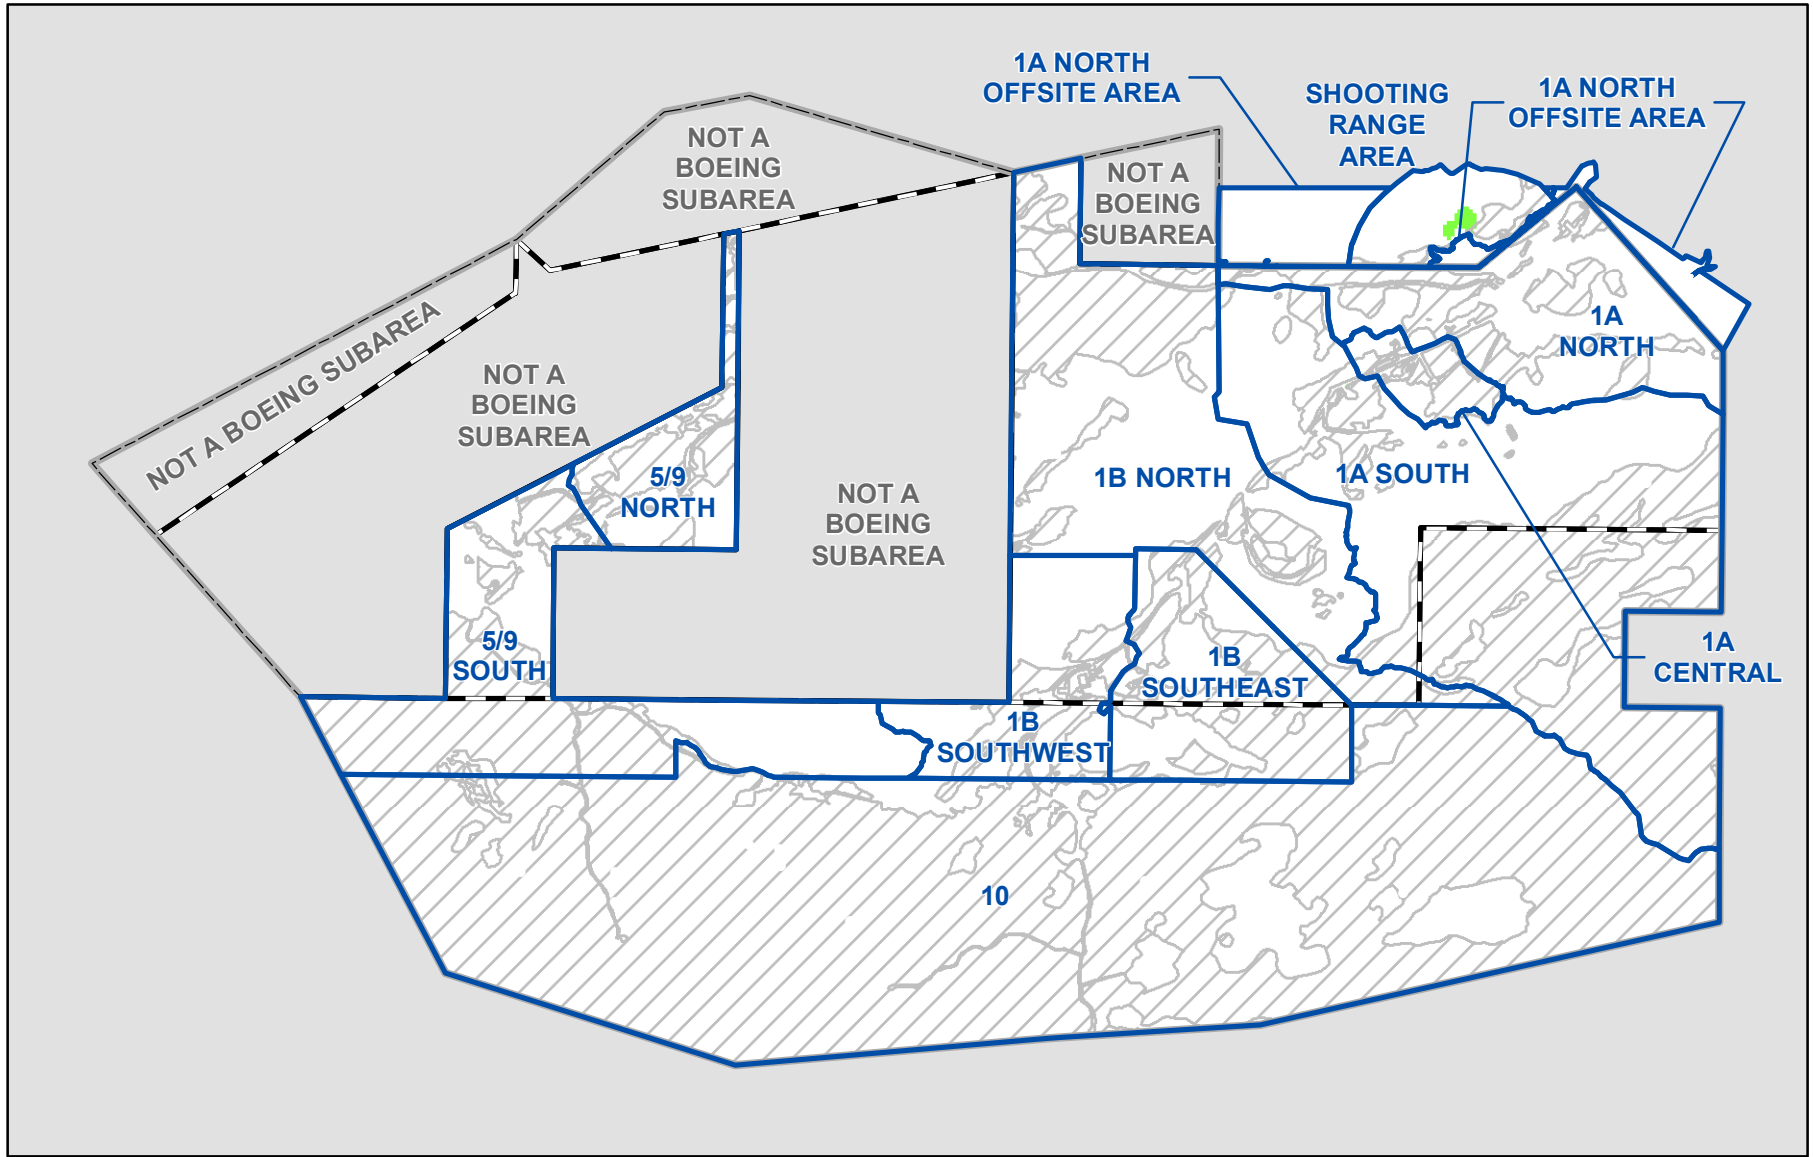 1A NORTH
OFFSITE AREA
SHOOTING
RANGE
AREA
1A NORTH
OFFSITE AREA
NOT A
BOEING
SUBAREA
NOT A
BOEING
SUBAREA
NOT A BOEING SUBAREA
1A
NORTH
NOT A
BOEING
SUBAREA
5/9
NORTH
NOT A
BOEING
SUBAREA
1B NORTH
1A SOUTH
5/9
SOUTH
1B
SOUTHEAST
1A
CENTRAL
1B
SOUTHWEST
10